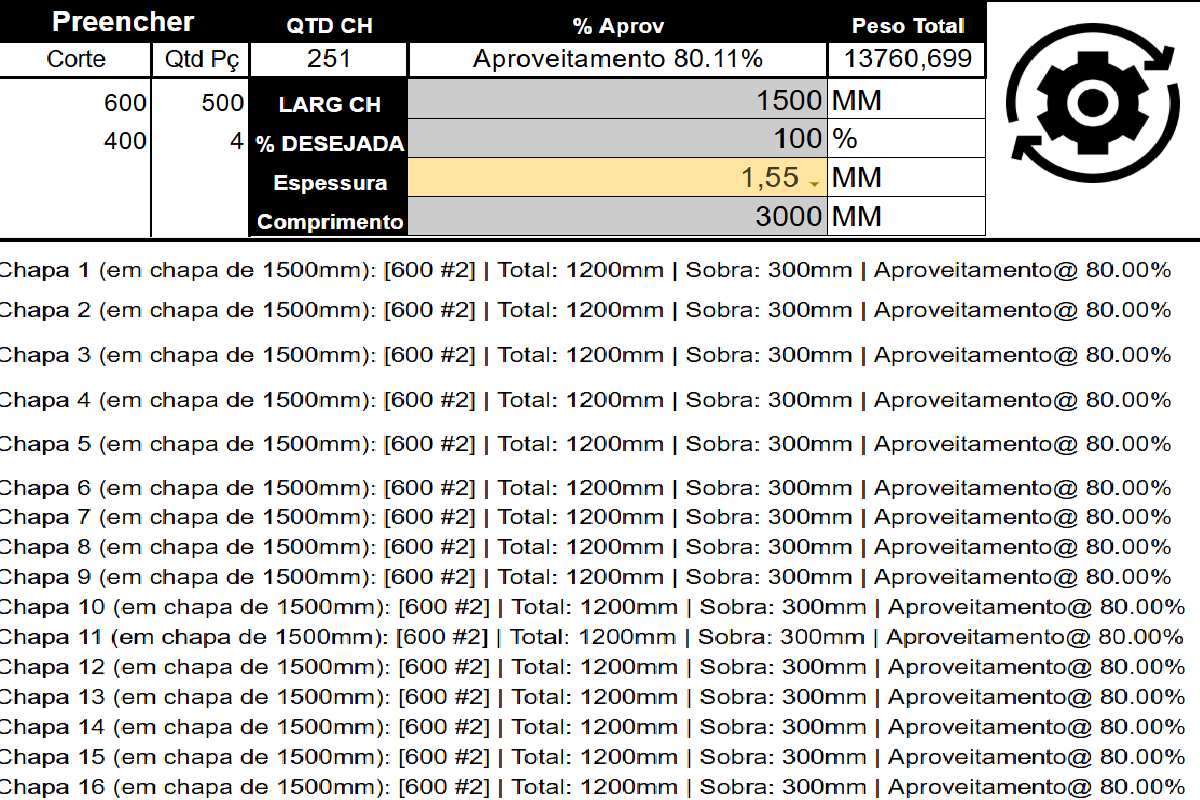 Preencher QTD CH % Aprov Peso Total
Corte Qtd Pç 251 Aproveitamento 80.11% 13760,699
600 500 LARG CH 1500 MM
400 4 % DESEJADA 100 %
Espessura 1,55 MM
Comprimento 3000 MM
Chapa 1 (em chapa de 1500mm): [600 #2] | Total: 1200mm | Sobra: 300mm | Aproveitamento@ 80.00%
Chapa 2 (em chapa de 1500mm): [600 #2] | Total: 1200mm | Sobra: 300mm | Aproveitamento@ 80.00%
Chapa 3 (em chapa de 1500mm): [600 #2] | Total: 1200mm | Sobra: 300mm | Aproveitamento@ 80.00%
Chapa 4 (em chapa de 1500mm): [600 #2] | Total: 1200mm | Sobra: 300mm | Aproveitamento@ 80.00%
Chapa 5 (em chapa de 1500mm): [600 #2] | Total: 1200mm | Sobra: 300mm | Aproveitamento@ 80.00%
Chapa 6 (em chapa de 1500mm): [600 #2] | Total: 1200mm | Sobra: 300mm | Aproveitamento@ 80.00%
Chapa 7 (em chapa de 1500mm): [600 #2] | Total: 1200mm | Sobra: 300mm | Aproveitamento@ 80.00%
Chapa 8 (em chapa de 1500mm): [600 #2] | Total: 1200mm | Sobra: 300mm | Aproveitamento@ 80.00%
Chapa 9 (em chapa de 1500mm): [600 #2] | Total: 1200mm | Sobra: 300mm | Aproveitamento@ 80.00%
Chapa 10 (em chapa de 1500mm): [600 #2] | Total: 1200mm | Sobra: 300mm | Aproveitamento@ 80.00%
Chapa 11 (em chapa de 1500mm): [600 #2] | Total: 1200mm | Sobra: 300mm | Aproveitamento@ 80.00%
Chapa 12 (em chapa de 1500mm): [600 #2] | Total: 1200mm | Sobra: 300mm | Aproveitamento@ 80.00%
Chapa 13 (em chapa de 1500mm): [600 #2] | Total: 1200mm | Sobra: 300mm | Aproveitamento@ 80.00%
Chapa 14 (em chapa de 1500mm): [600 #2] | Total: 1200mm | Sobra: 300mm | Aproveitamento@ 80.00%
Chapa 15 (em chapa de 1500mm): [600 #2] | Total: 1200mm | Sobra: 300mm | Aproveitamento@ 80.00%
Chapa 16 (em chapa de 1500mm): [600 #2] | Total: 1200mm | Sobra: 300mm | Aproveitamento@ 80.00%